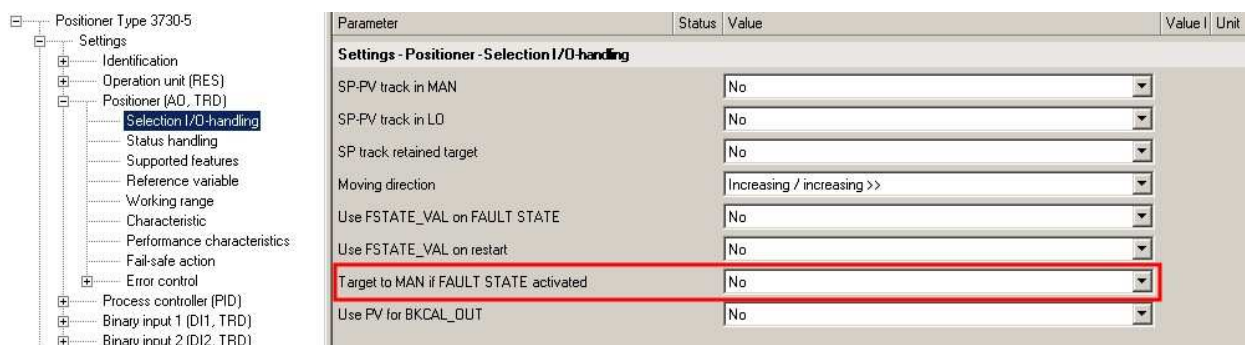 Positioner Type 3730-5
Settings
Identification
Operation unit (RES)
Positioner (AO, TRD)
Selection I/O-handling
Status handling
Supported features
Reference variable
Working range
Characteristic
Performance characteristics
Fail-safe action
Error control
Process controller (PID)
Binary input 1 (DI1, TRD)
Binary input 2 (DI2, TRD)
Parameter Status Value Value I Unit
Settings - Positioner - Selection I/O-handling
SP-PV track in MAN No
SP-PV track in LO No
SP track retained target No
Moving direction Increasing / increasing >>
Use FSTATE_VAL on FAULT STATE No
Use FSTATE_VAL on restart No
Target to MAN if FAULT STATE activated No
Use PV for BKCAL_OUT No